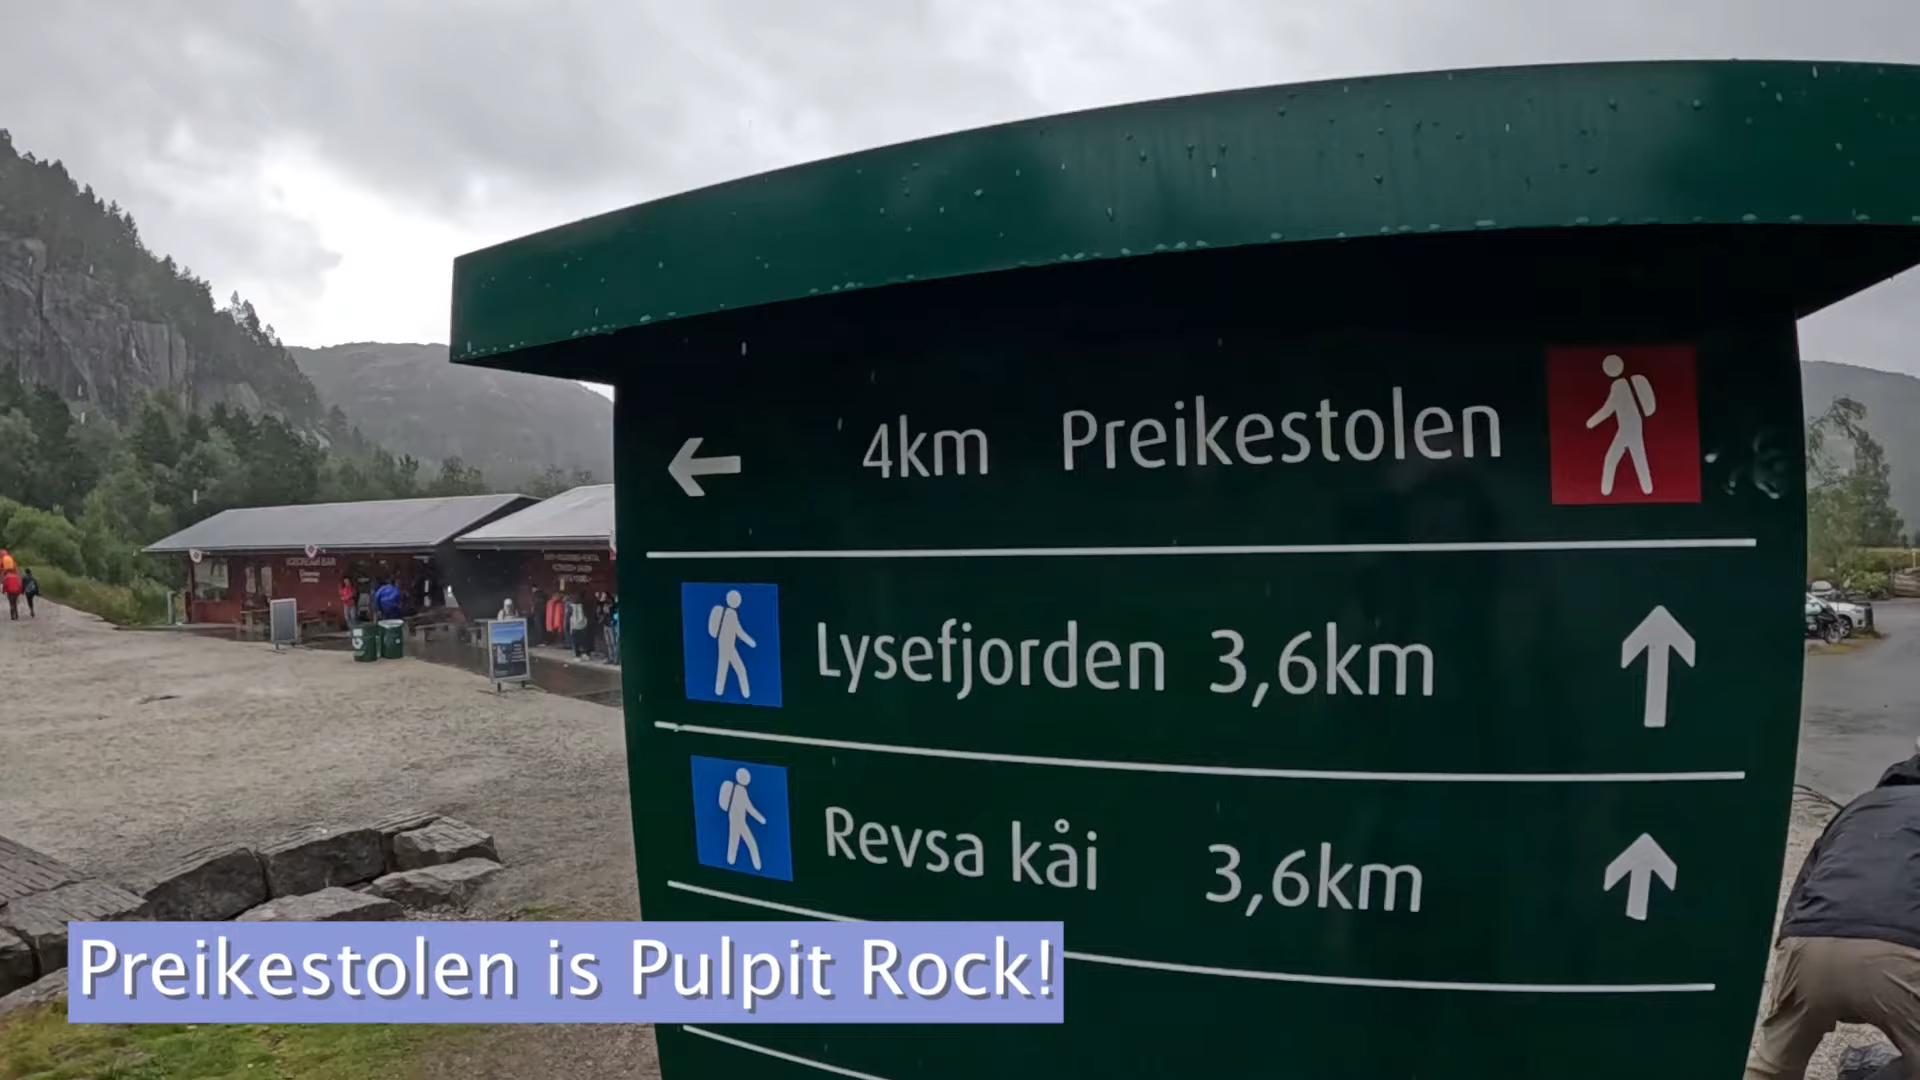 4km Preikestolen
Lysefjorden 3,6km
Revsa kåi 3,6km
Preikestolen is Pulpit Rock!